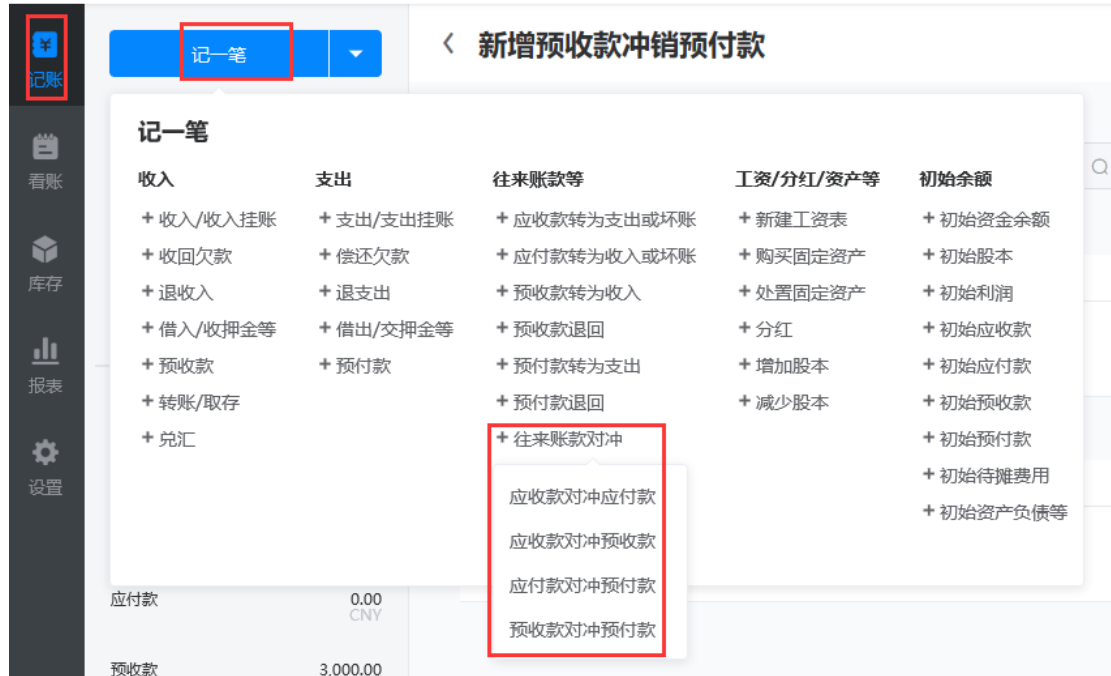 记账
看账
库存
报表
设置
记一笔
新增预收款冲销预付款
记一笔
收入
+ 收入/收入挂账
+ 收回欠款
+ 退收入
+ 借入/收押金等
+ 预收款
+ 转账/取存
+ 兑汇
支出
+ 支出/支出挂账
+ 偿还欠款
+ 退支出
+ 借出/交押金等
+ 预付款
往来账款等
+ 应收款转为支出或坏账
+ 应付款转为收入或坏账
+ 预收款转为收入
+ 预收款退回
+ 预付款转为支出
+ 预付款退回
+ 往来账款对冲
应收款对冲应付款
应收款对冲预收款
应付款对冲预付款
预收款对冲预付款
工资/分红/资产等
+ 新建工资表
+ 购买固定资产
+ 处置固定资产
+ 分红
+ 增加股本
+ 减少股本
初始余额
+ 初始资金余额
+ 初始股本
+ 初始利润
+ 初始应收款
+ 初始应付款
+ 初始预收款
+ 初始预付款
+ 初始待摊费用
+ 初始资产负债等
应付款 0.00
CNY
预收款 3,000.00